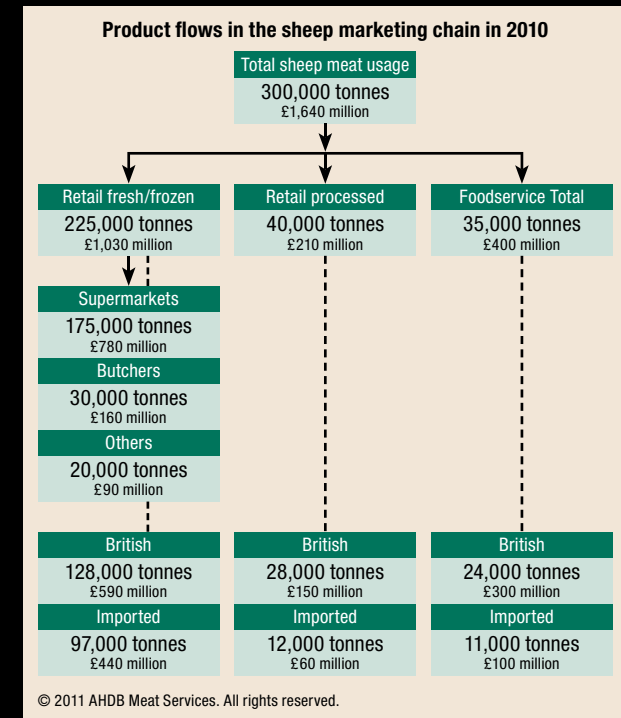 Product flows in the sheep marketing chain in 2010
Total sheep meat usage
300,000 tonnes
£1,640 million
Retail fresh/frozen
225,000 tonnes
£1,030 million
Supermarkets
175,000 tonnes
£780 million
Butchers
30,000 tonnes
£160 million
Others
20,000 tonnes
£90 million
British
128,000 tonnes
£590 million
Imported
97,000 tonnes
£440 million
Retail processed
40,000 tonnes
£210 million
British
28,000 tonnes
£150 million
Imported
12,000 tonnes
£60 million
Foodservice Total
35,000 tonnes
£400 million
British
24,000 tonnes
£300 million
Imported
11,000 tonnes
£100 million
© 2011 AHDB Meat Services. All rights reserved.